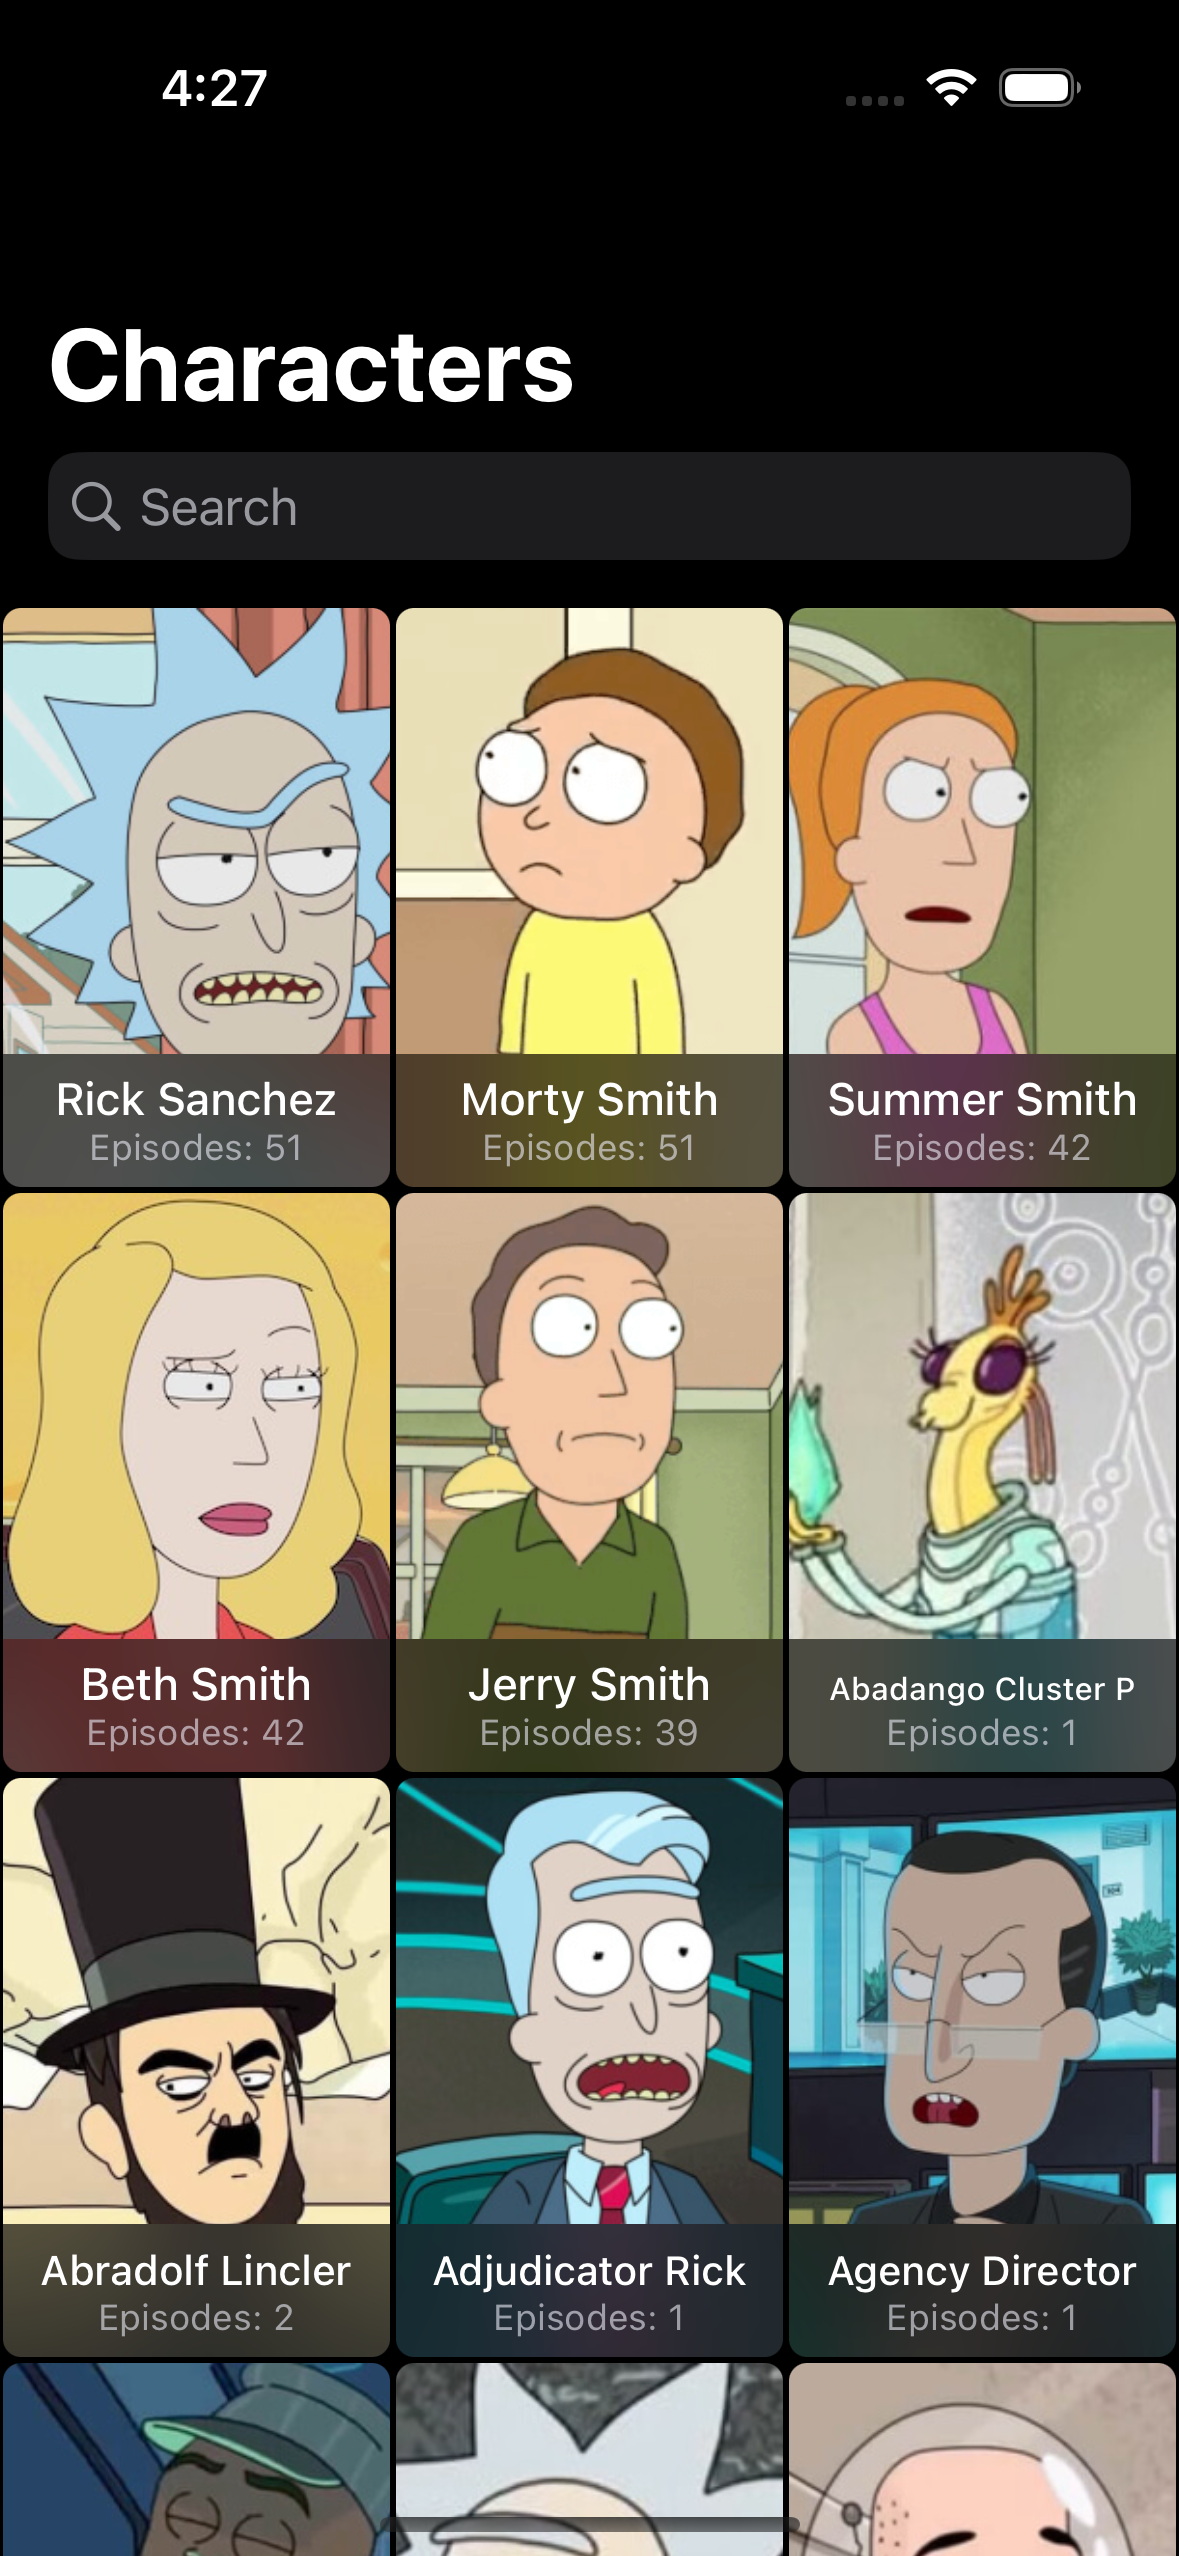 4:27
Characters
Search
Rick Sanchez
Episodes: 51
Morty Smith
Episodes: 51
Summer Smith
Episodes: 42
Beth Smith
Episodes: 42
Jerry Smith
Episodes: 39
Abadango Cluster P
Episodes: 1
Abradolf Lincler
Episodes: 2
Adjudicator Rick
Episodes: 1
Agency Director
Episodes: 1